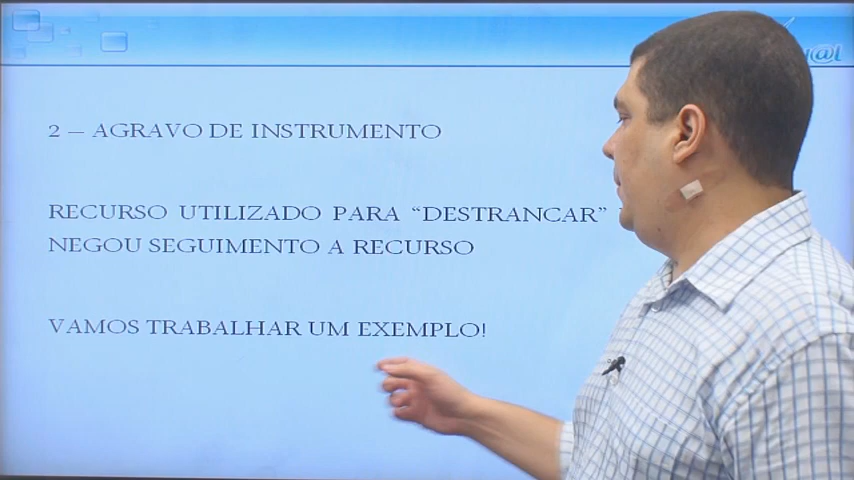 2 – AGRAVO DE INSTRUMENTO
RECURSO UTILIZADO PARA “DESTRANCAR”
NEGOU SEGUIMENTO A RECURSO
VAMOS TRABALHAR UM EXEMPLO!